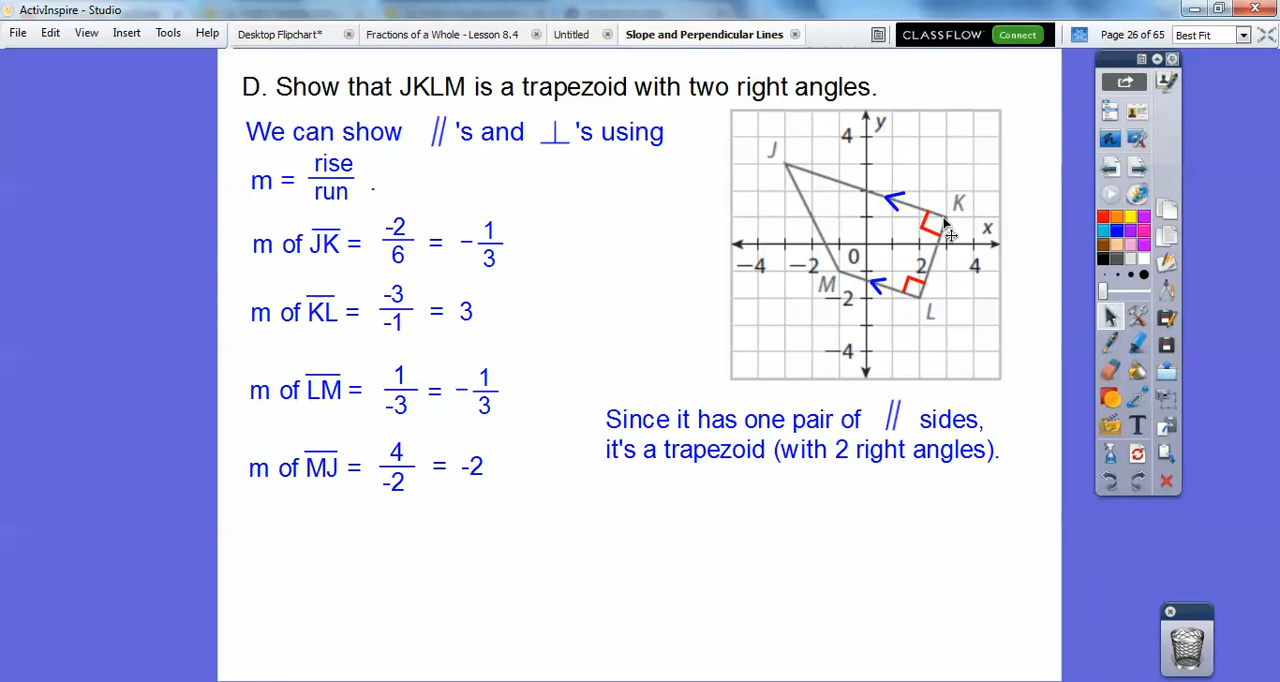 ActivInspire - Studio
File Edit View Insert Tools Help Desktop Flipchart* Fractions of a Whole - Lesson 8.4 Untitled Slope and Perpendicular Lines CLASSFLOW Connect Page 26 of 65 Best Fit
D. Show that JKLM is a trapezoid with two right angles.
We can show // 's and ⊥ 's using
m = rise/run .
m of JK = -2/6 = -1/3
m of KL = -3/-1 = 3
m of LM = 1/-3 = -1/3
m of MJ = 4/-2 = -2
J 4 y
K
x
−4 −2 0 2 4
M −2 L
−4
Since it has one pair of // sides,
it's a trapezoid (with 2 right angles).
T